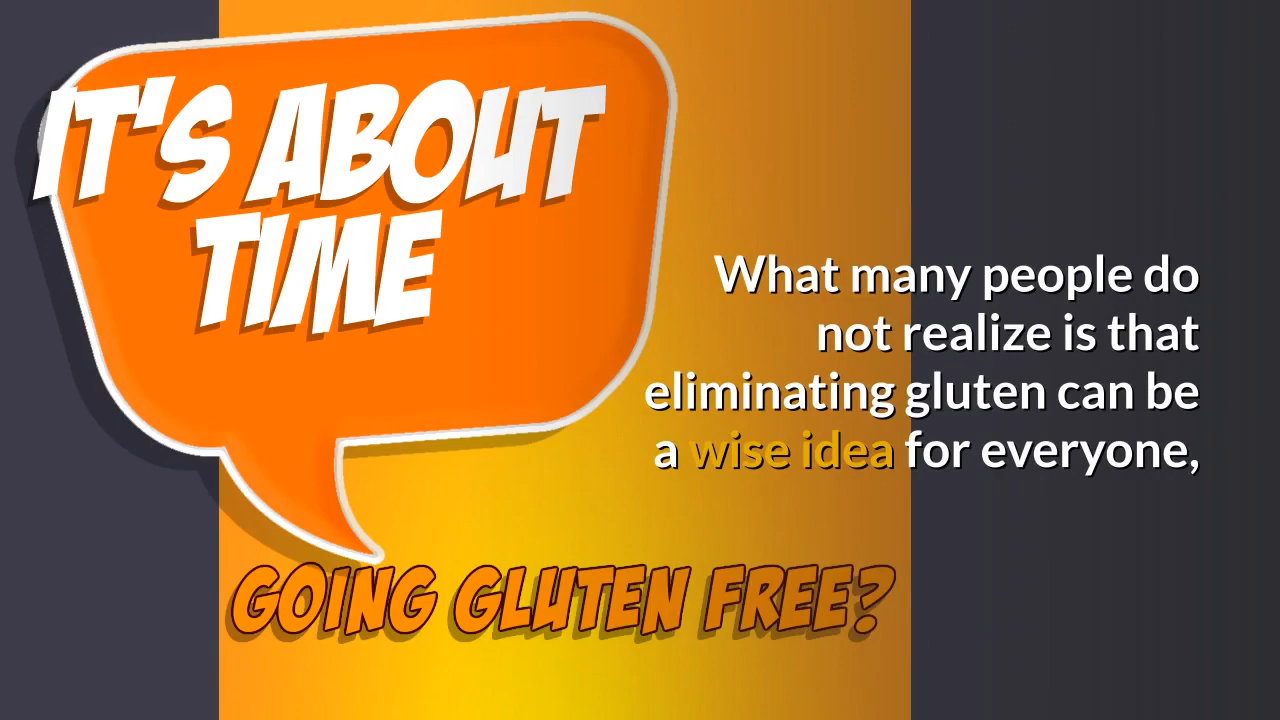 IT'S ABOUT
TIME
What many people do
not realize is that
eliminating gluten can be
a wise idea for everyone,
GOING GLUTEN FREE?